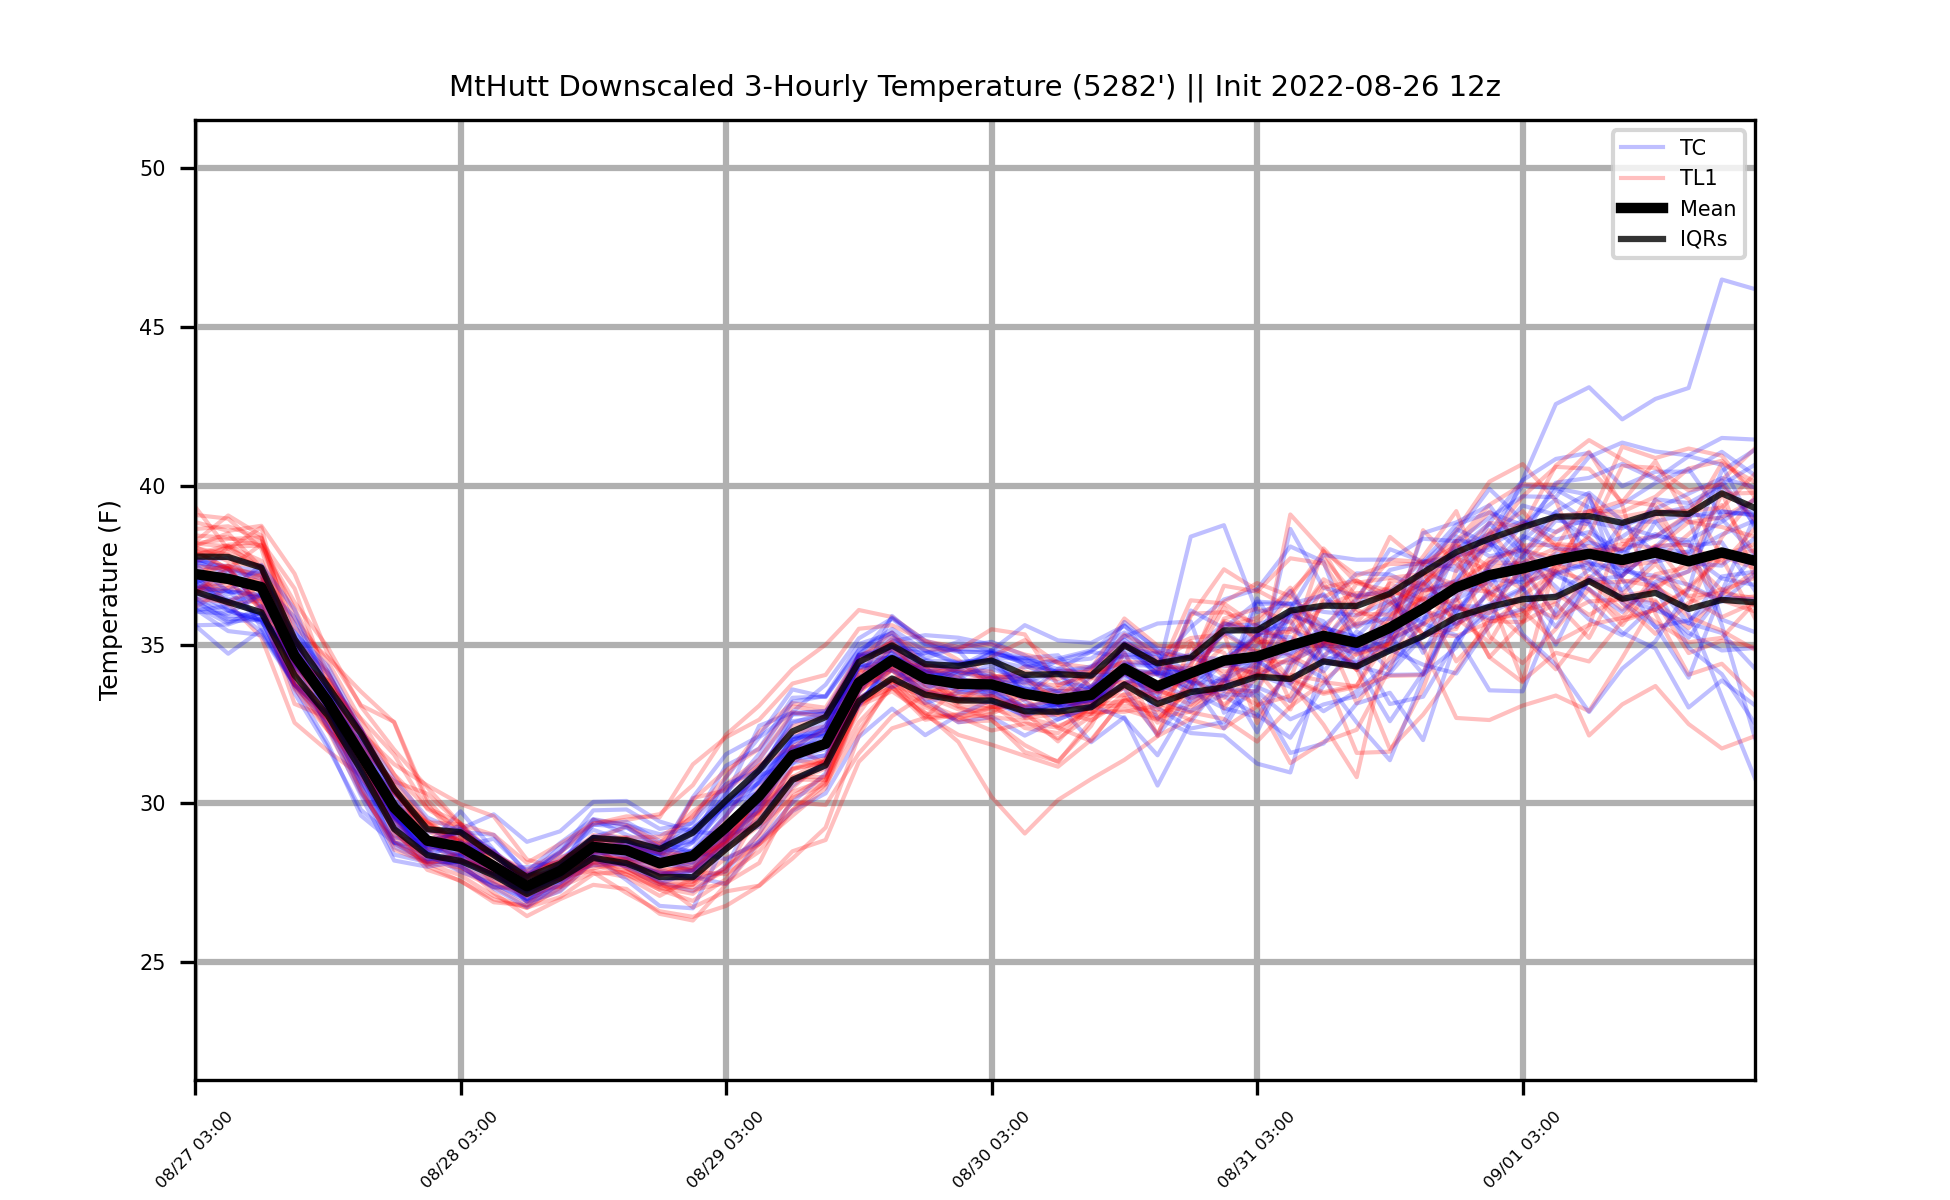 MtHutt Downscaled 3-Hourly Temperature (5282') || Init 2022-08-26 12z
TC
TL1
Mean
IQRs
Temperature (F)
50
45
40
35
30
25
08/27 03:00
08/28 03:00
08/29 03:00
08/30 03:00
08/31 03:00
09/01 03:00